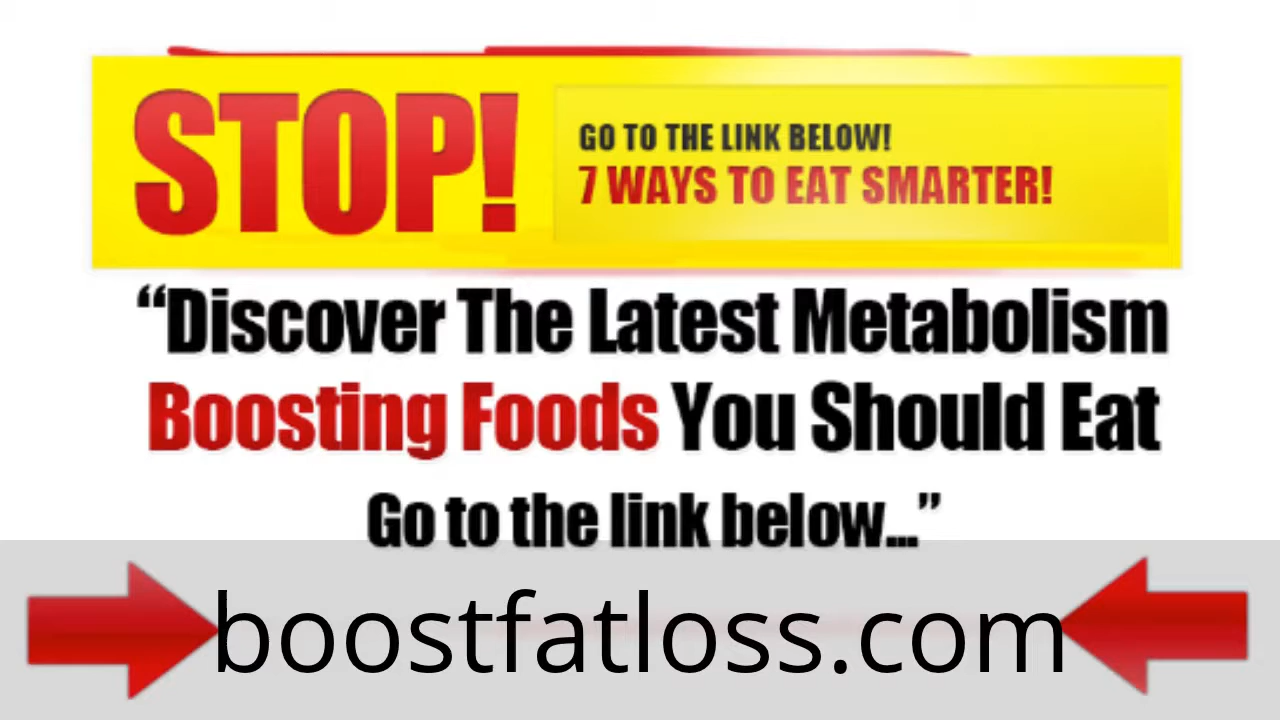 STOP!
GO TO THE LINK BELOW!
7 WAYS TO EAT SMARTER!
“Discover The Latest Metabolism
Boosting Foods You Should Eat
Go to the link below...”
boostfatloss.com